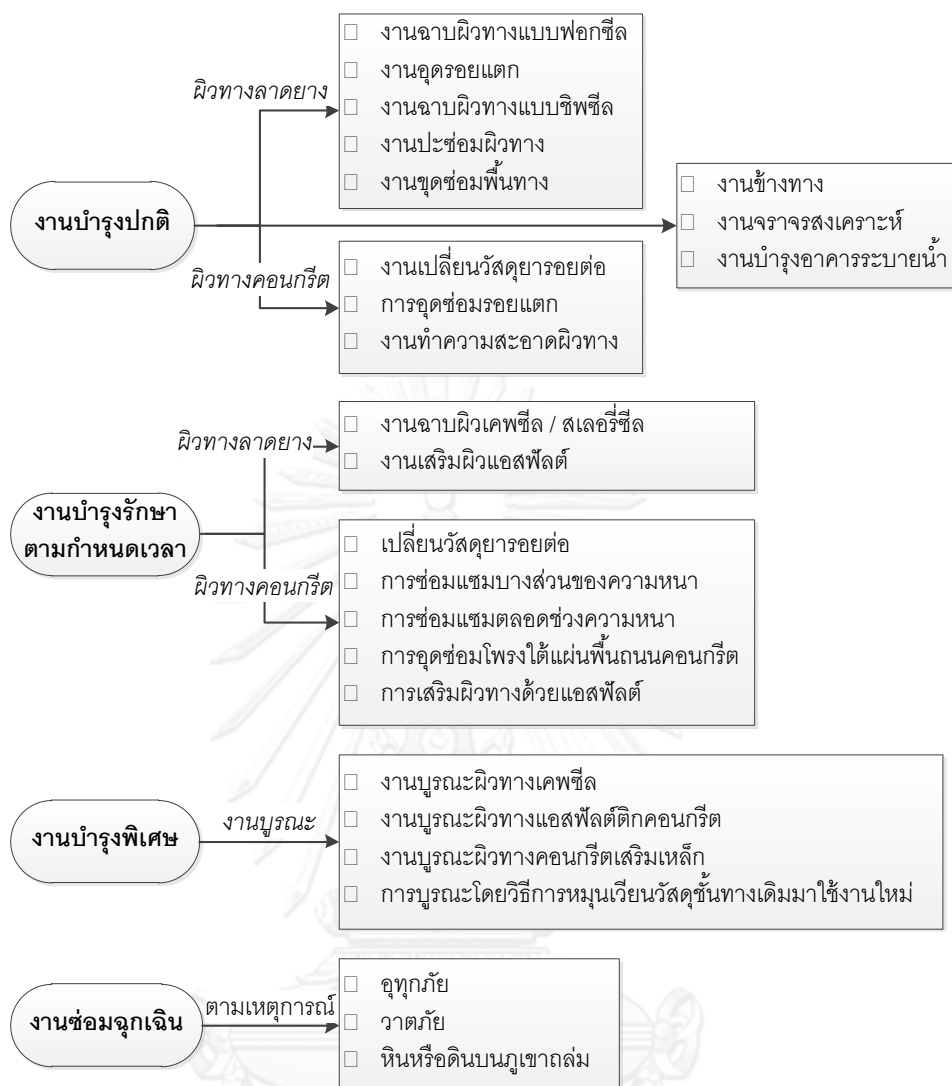 งานบำรุงปกติ
ผิวทางลาดยาง
□ งานฉาบผิวทางแบบฟอกซีล
□ งานอุดรอยแตก
□ งานฉาบผิวทางแบบชิพซีล
□ งานปะซ่อมผิวทาง
□ งานขุดซ่อมพื้นทาง
□ งานข้างทาง
□ งานจราจรสงเคราะห์
□ งานบำรุงอาคารระบายน้ำ
ผิวทางคอนกรีต
□ งานเปลี่ยนวัสดุยารอยต่อ
□ การอุดซ่อมรอยแตก
□ งานทำความสะอาดผิวทาง
งานบำรุงรักษา
ตามกำหนดเวลา
ผิวทางลาดยาง
□ งานฉาบผิวเคพซีล / สเลอรี่ซีล
□ งานเสริมผิวแอสฟัลต์
ผิวทางคอนกรีต
□ เปลี่ยนวัสดุยารอยต่อ
□ การซ่อมแซมบางส่วนของความหนา
□ การซ่อมแซมตลอดช่วงความหนา
□ การอุดซ่อมโพรงใต้แผ่นพื้นถนนคอนกรีต
□ การเสริมผิวทางด้วยแอสฟัลต์
งานบำรุงพิเศษ
งานบูรณะ
□ งานบูรณะผิวทางเคพซีล
□ งานบูรณะผิวทางแอสฟัลต์ติกคอนกรีต
□ งานบูรณะผิวทางคอนกรีตเสริมเหล็ก
□ การบูรณะโดยวิธีการหมุนเวียนวัสดุชั้นทางเดิมมาใช้งานใหม่
งานซ่อมฉุกเฉิน
ตามเหตุการณ์
□ อุทกภัย
□ วาตภัย
□ หินหรือดินบนภูเขาถล่ม